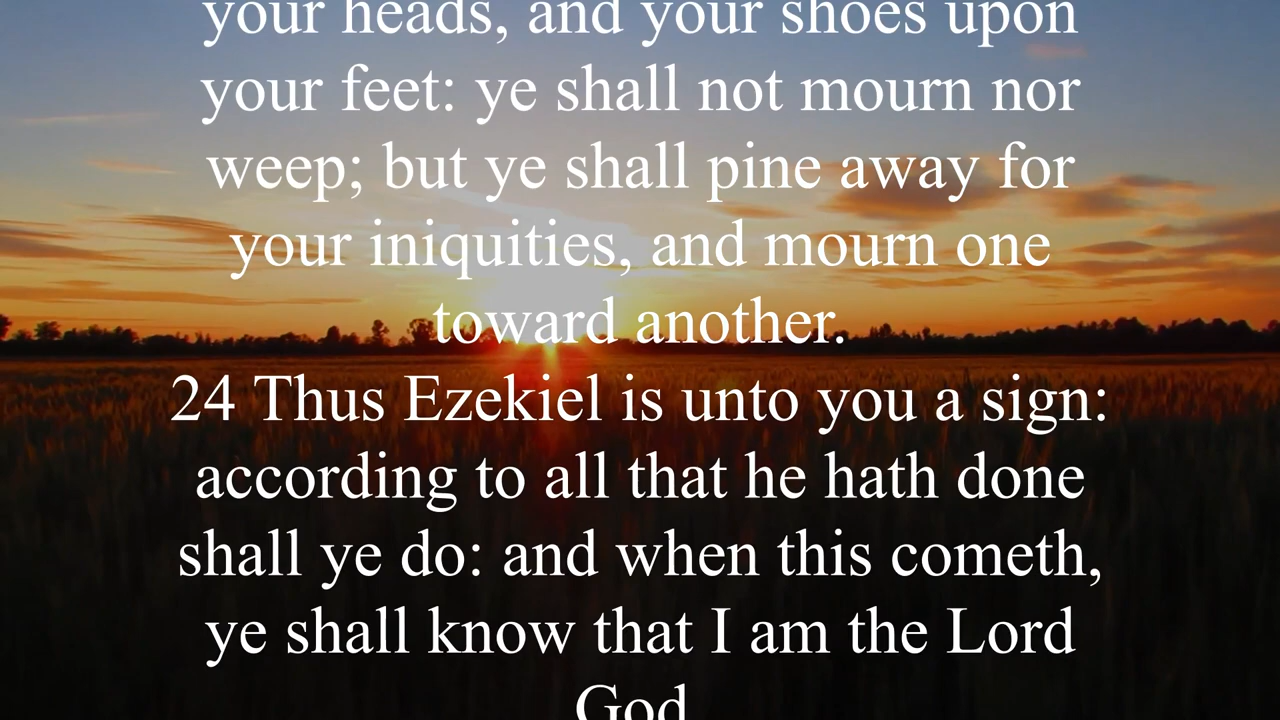 your heads, and your shoes upon
your feet: ye shall not mourn nor
weep; but ye shall pine away for
your iniquities, and mourn one
toward another.
24 Thus Ezekiel is unto you a sign:
according to all that he hath done
shall ye do: and when this cometh,
ye shall know that I am the Lord
God